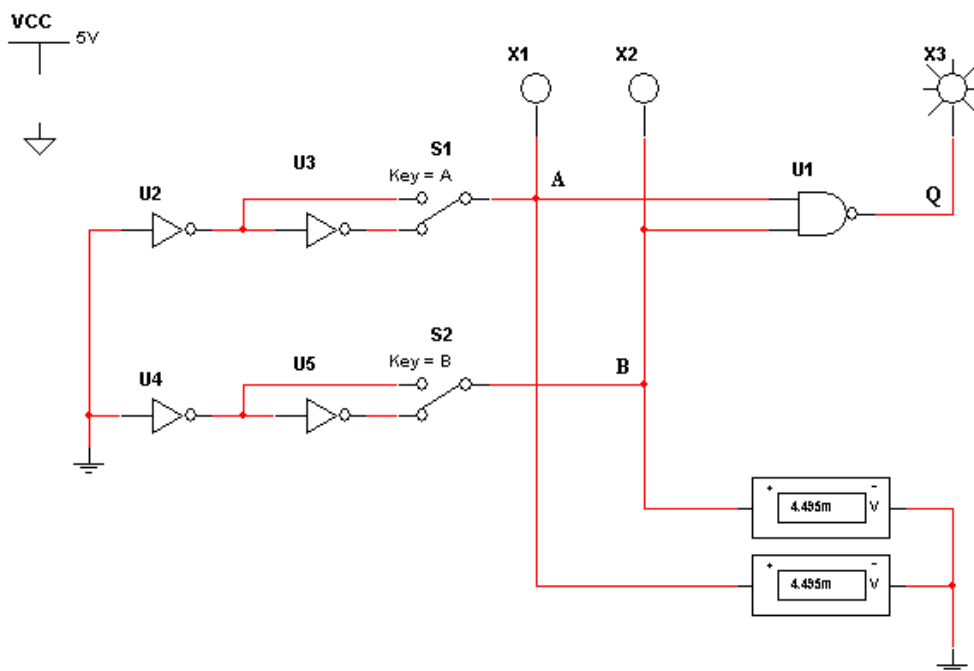 VCC
5V
X1
X2
X3
U3
S1
Key = A
U2
A
U1
Q
S2
Key = B
U4
U5
B
+ 4.495m V -
+ 4.495m V -